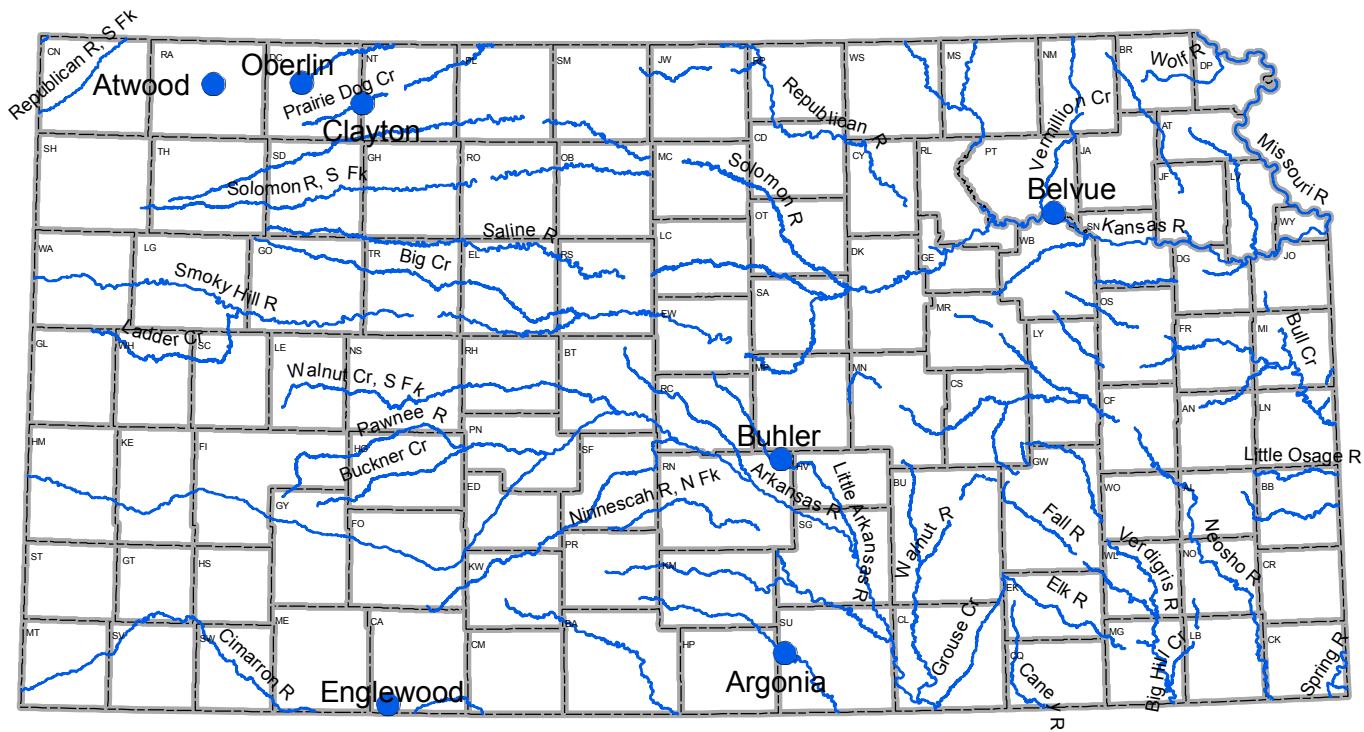 Republican R, S Fk
CN
RA
Atwood
Oberlin
NT
Prairie Dog Cr
Clayton
SM
JW
WS
MS
NM
BR
Wolf R
DP
Republican R
Vermillion Cr
SH
TH
SD
GH
RO
OB
MC
CD
CY
RL
PT
JA
AT
JF
Missouri R
Solomon R, S Fk
Solomon R
Belvue
WY
OT
SN
Kansas R
Saline R
WA
LG
GO
TR
EL
RS
LC
DK
GE
WB
DG
JO
Big Cr
Smoky Hill R
SA
MR
OS
EW
Ladder Cr
GL
WH
SC
LE
NS
RH
BT
LY
FR
MI
Bull Cr
MP
MN
RC
CS
Walnut Cr, S Fk
CF
AN
LN
Pawnee R
HM
KE
FI
HG
PN
Buckner Cr
SF
Buhler
HV
RN
GW
Little Osage R
ED
GY
BU
WO
AL
BB
Ninnescah R, N Fk
Arkansas R
Little Arkansas R
Walnut R
Fall R
Verdigris R
Neosho R
FO
SG
ST
GT
HS
KW
PR
KM
WL
NO
CR
EK
Elk R
MT
SV
SW
ME
CA
CM
BA
HP
SU
CL
MG
LB
CK
Cimarron R
Argonia
Grouse Cr
CQ
Cane y R
Big Hill Cr
Spring R
Englewood